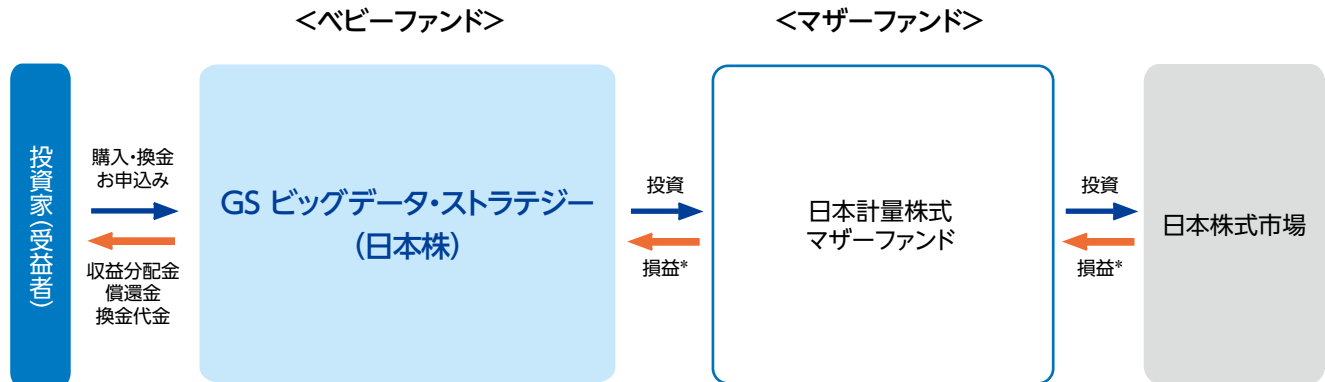 ＜ベビーファンド＞
＜マザーファンド＞
投資家（受益者）
購入・換金
お申込み
収益分配金
償還金
換金代金
GS ビッグデータ・ストラテジー
（日本株）
投資
損益*
日本計量株式
マザーファンド
投資
損益*
日本株式市場